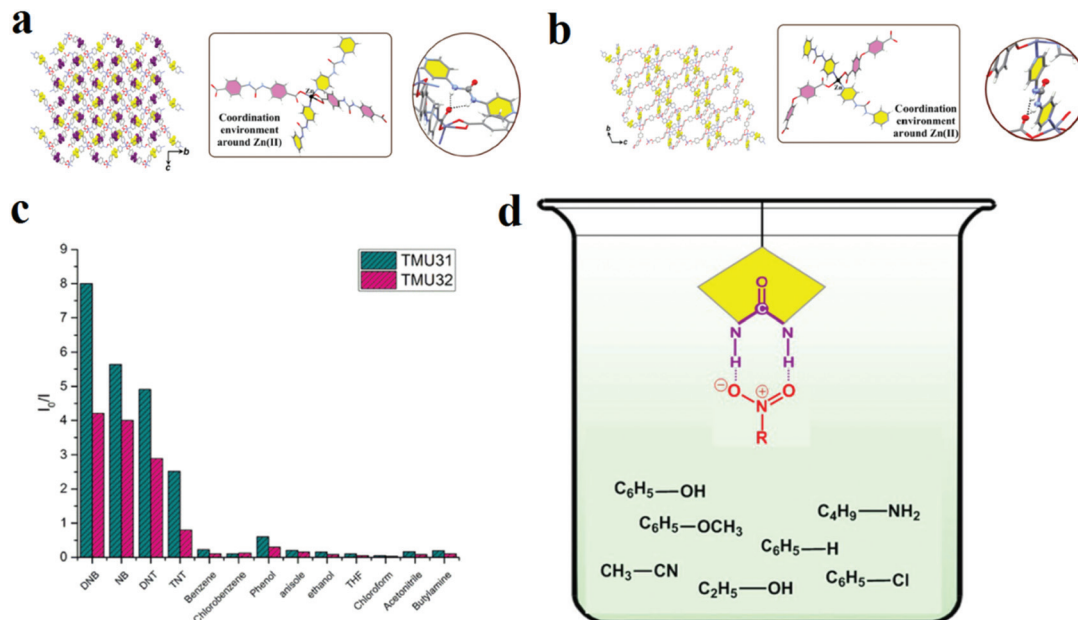 a
Zn
Coordination
environment
around Zn(II)
b
c
b
Zn
Coordination
environment
around Zn(II)
b
c
c
9
8
7
6
5
4
3
2
1
0
I₀/I
TMU31
TMU32
DNB
NB
DNT
TNT
Benzene
Chlorobenzene
Phenol
anisole
ethanol
THF
Chloroform
Acetonitrile
Butylamine
d
O
C
N N
H H
⊖O N⊕ O
R
C₆H₅—OH
C₄H₉—NH₂
C₆H₅—OCH₃
C₆H₅—H
CH₃—CN
C₆H₅—Cl
C₂H₅—OH